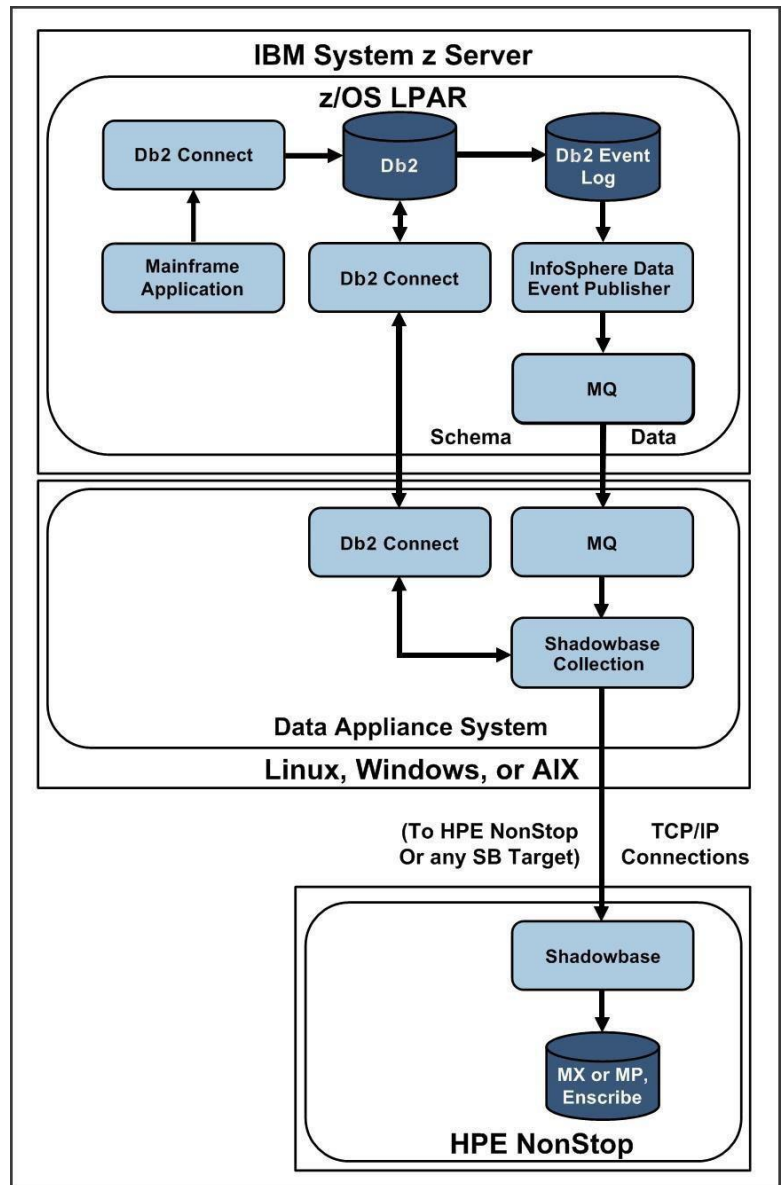 IBM System z Server
z/OS LPAR
Db2 Connect
Db2
Db2 Event
Log
Mainframe
Application
Db2 Connect
InfoSphere Data
Event Publisher
MQ
Schema
Data
Db2 Connect
MQ
Shadowbase
Collection
Data Appliance System
Linux, Windows, or AIX
(To HPE NonStop
Or any SB Target)
TCP/IP
Connections
Shadowbase
MX or MP,
Enscribe
HPE NonStop